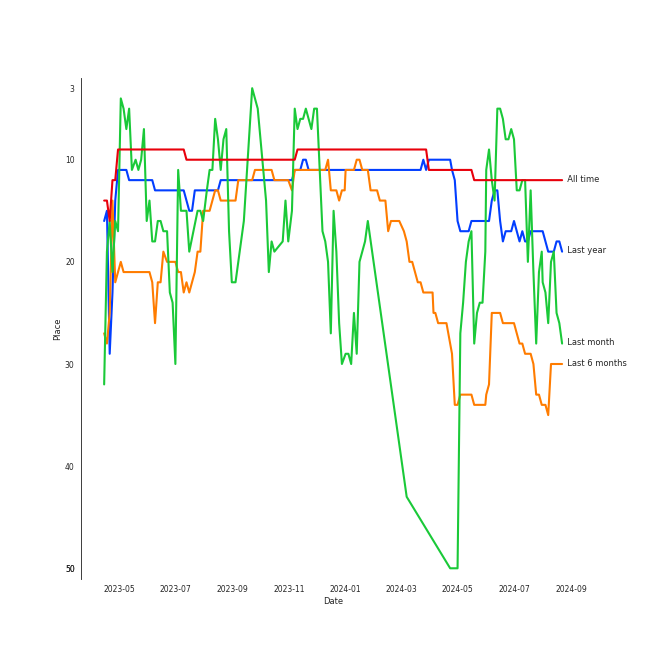 3
10
20
30
40
50
Place
All time
Last year
Last month
Last 6 months
2023-05
2023-07
2023-09
2023-11
2024-01
2024-03
2024-05
2024-07
2024-09
Date